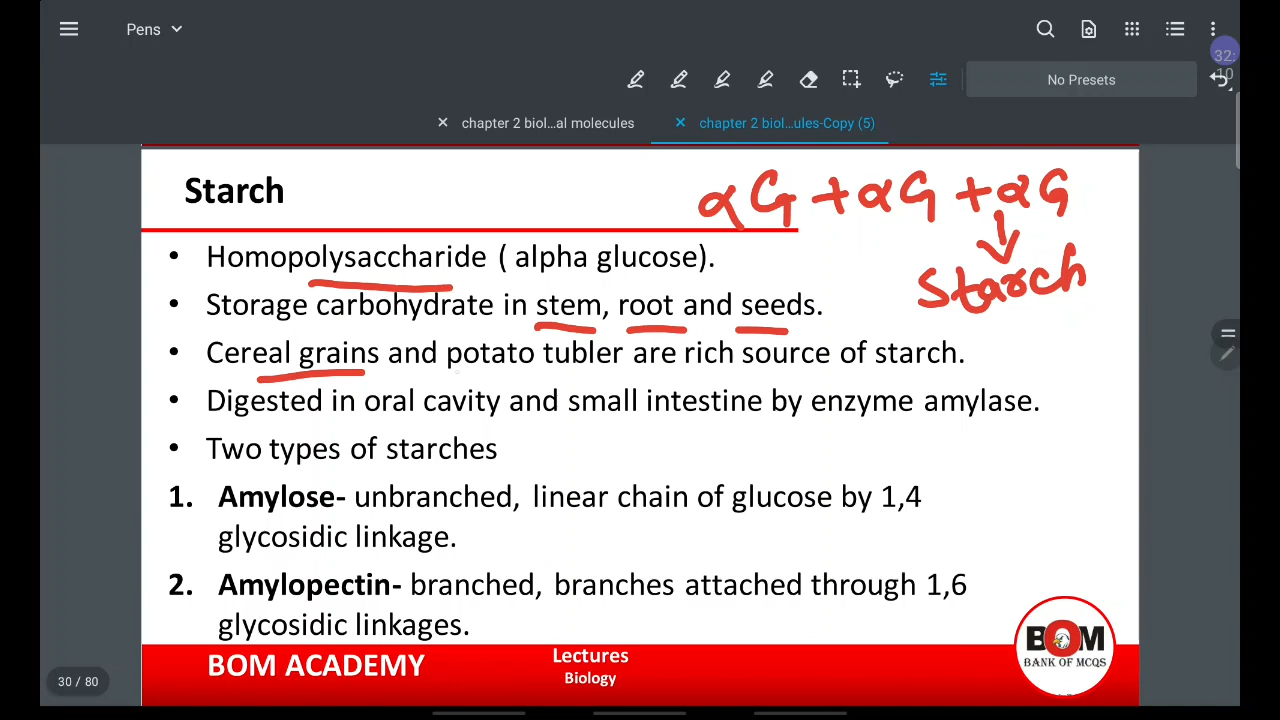 Pens
32:
10
No Presets
chapter 2 biol...al molecules
chapter 2 biol...ules-Copy (5)
Starch
αG + αG + αG
Starch
• Homopolysaccharide ( alpha glucose).
• Storage carbohydrate in stem, root and seeds.
• Cereal grains and potato tubler are rich source of starch.
• Digested in oral cavity and small intestine by enzyme amylase.
• Two types of starches
1. Amylose- unbranched, linear chain of glucose by 1,4
glycosidic linkage.
2. Amylopectin- branched, branches attached through 1,6
glycosidic linkages.
BOM ACADEMY
Lectures
Biology
BOM
BANK OF MCQS
30 / 80